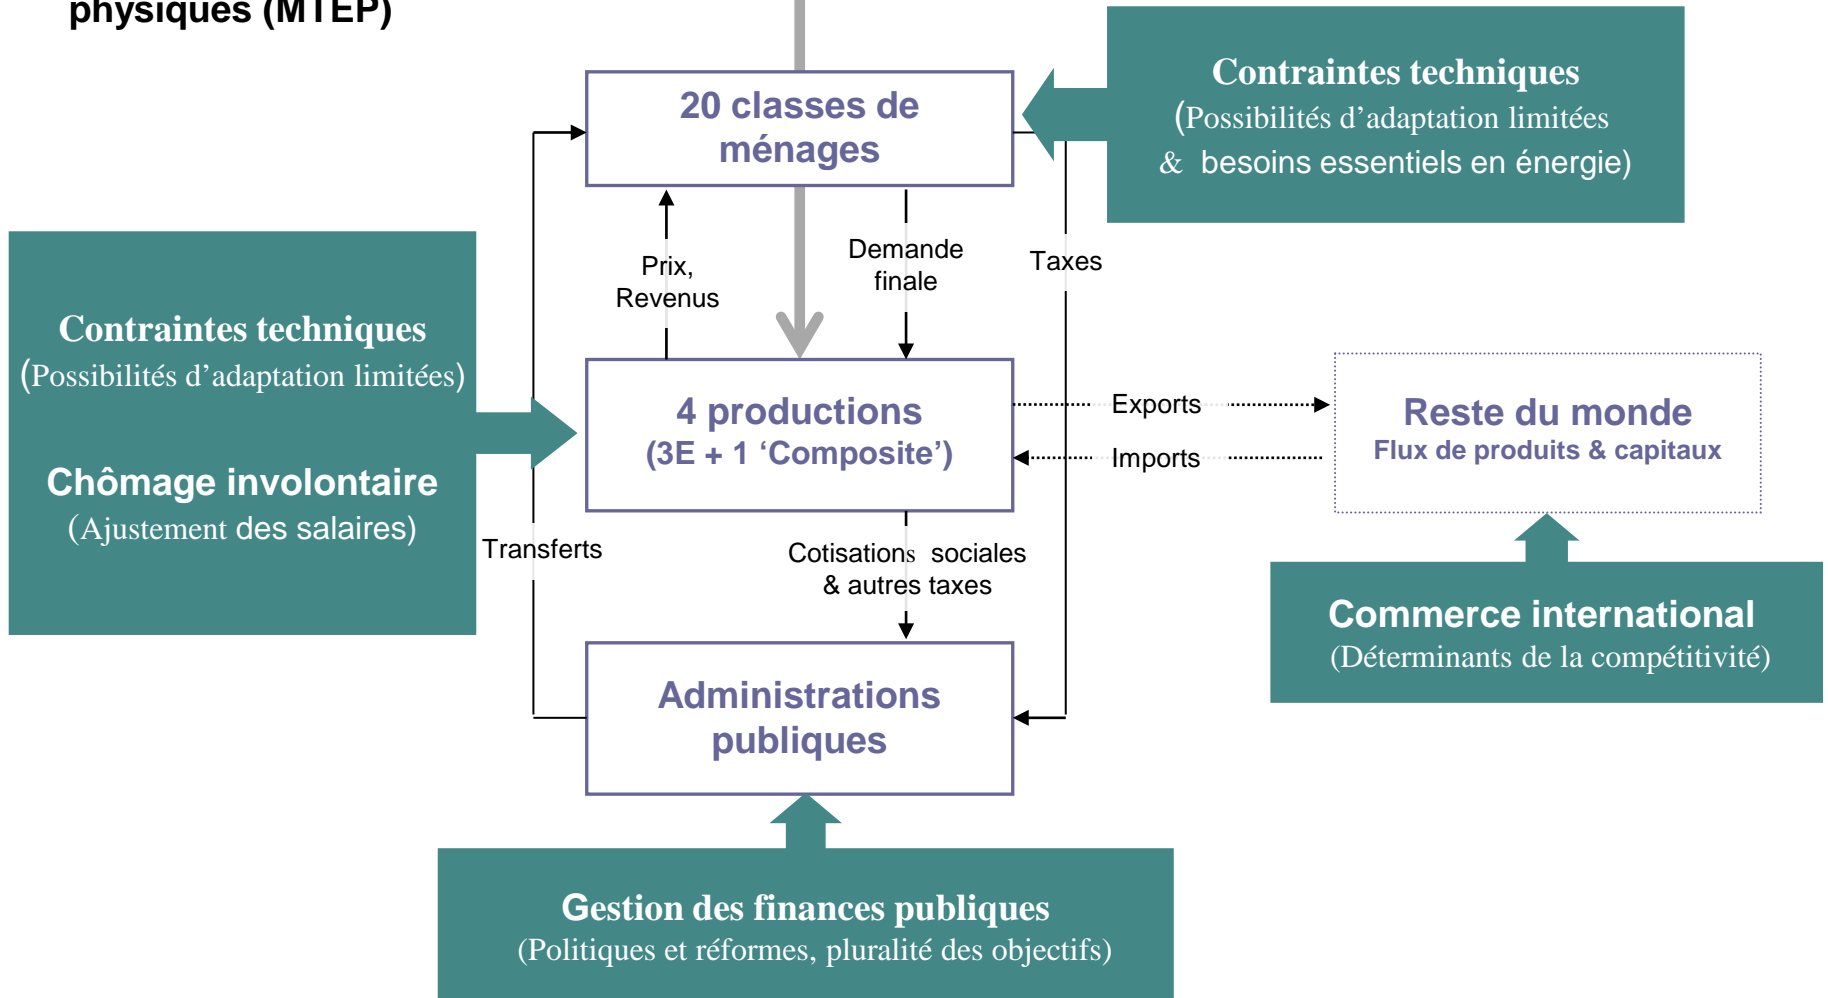 physiques (MTEP)
Contraintes techniques
(Possibilités d’adaptation limitées
& besoins essentiels en énergie)
20 classes de
ménages
Prix,
Revenus
Demande
finale
Taxes
Contraintes techniques
(Possibilités d’adaptation limitées)
Chômage involontaire
(Ajustement des salaires)
4 productions
(3E + 1 ‘Composite’)
Exports
Imports
Reste du monde
Flux de produits & capitaux
Transferts
Cotisations sociales
& autres taxes
Commerce international
(Déterminants de la compétitivité)
Administrations
publiques
Gestion des finances publiques
(Politiques et réformes, pluralité des objectifs)